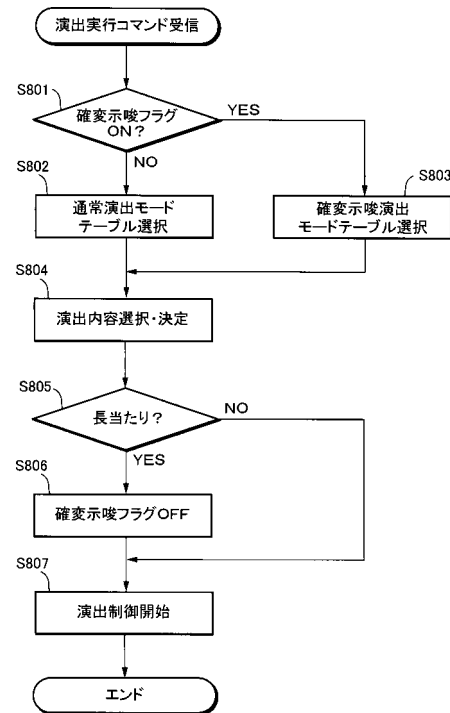 演出実行コマンド受信
S801
確変示唆フラグ
ON?
YES
NO
S802
通常演出モード
テーブル選択
S803
確変示唆演出
モードテーブル選択
S804
演出内容選択・決定
S805
長当たり?
NO
YES
S806
確変示唆フラグOFF
S807
演出制御開始
エンド